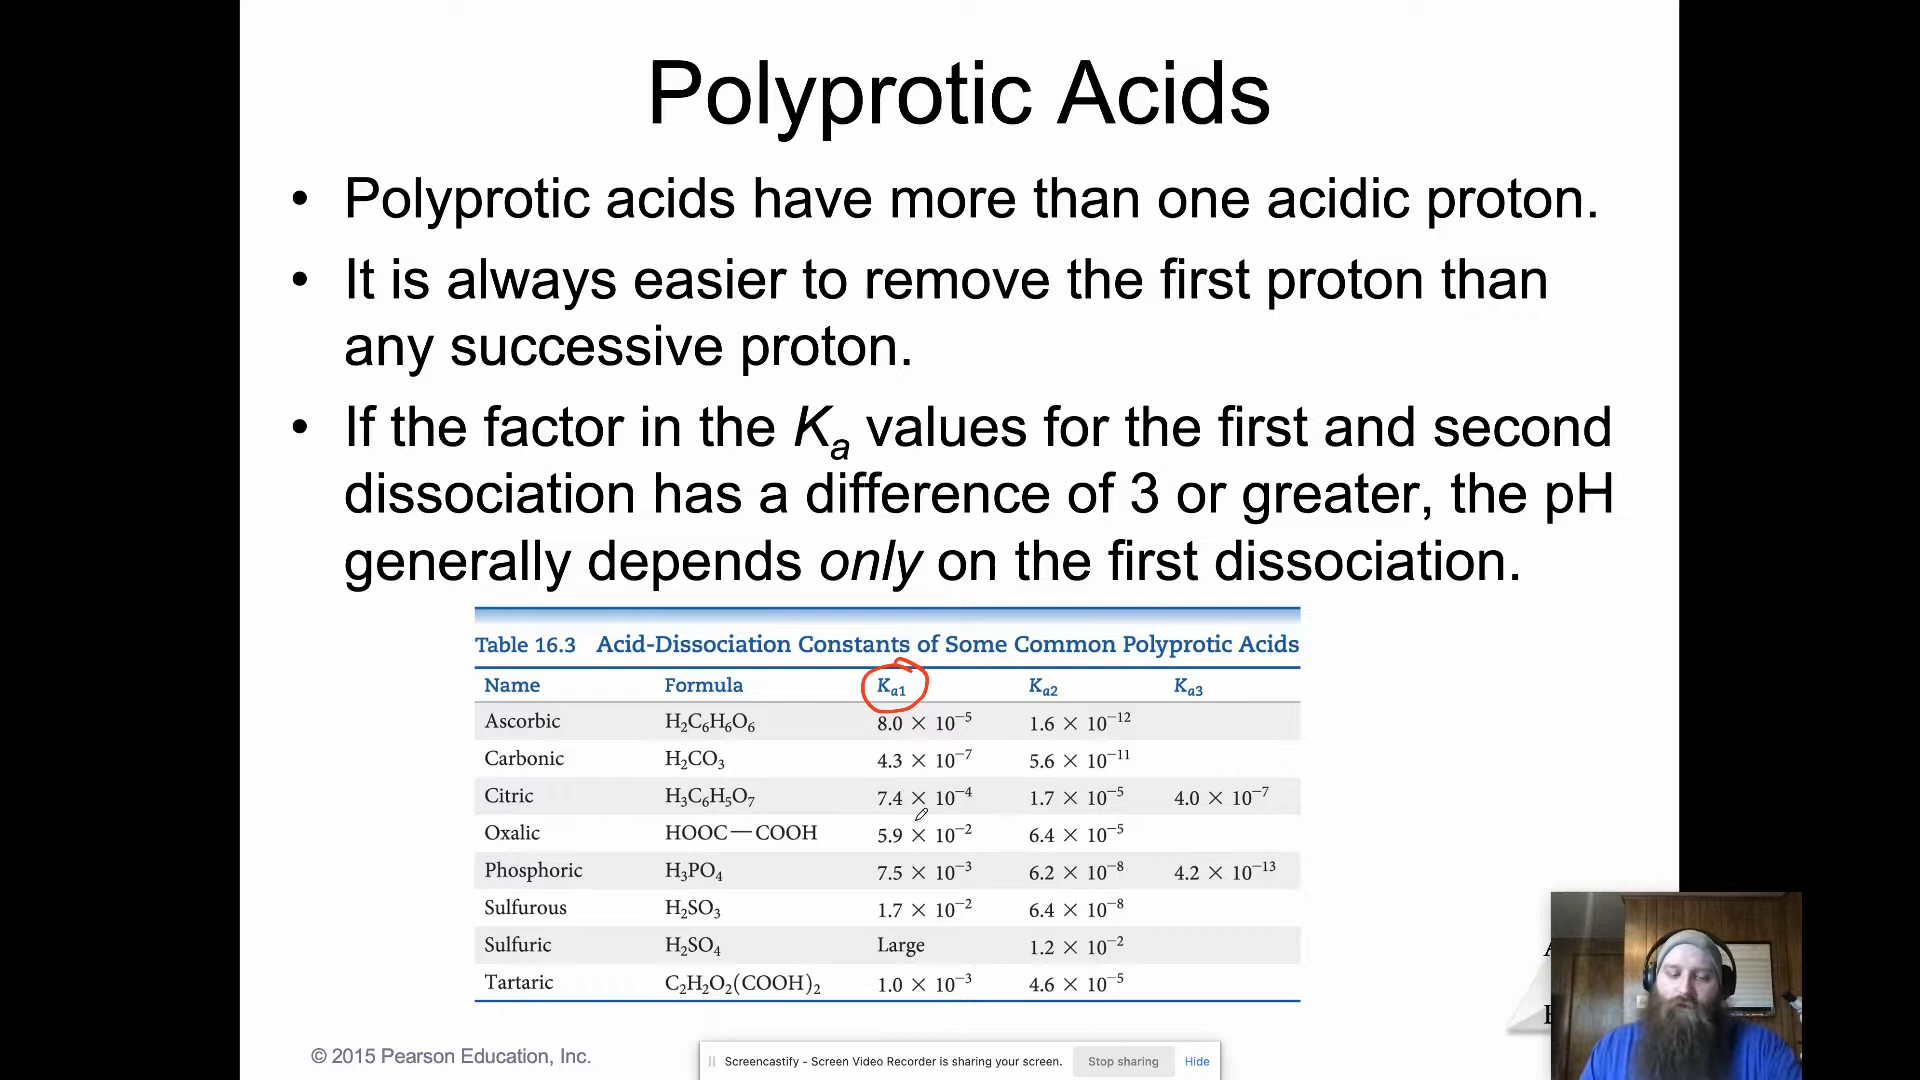 Polyprotic Acids
• Polyprotic acids have more than one acidic proton.
• It is always easier to remove the first proton than
any successive proton.
• If the factor in the Kₐ values for the first and second
dissociation has a difference of 3 or greater, the pH
generally depends only on the first dissociation.
Table 16.3 Acid-Dissociation Constants of Some Common Polyprotic Acids
Name Formula Kₐ₁ Kₐ₂ Kₐ₃
Ascorbic H₂C₆H₆O₆ 8.0 × 10⁻⁵ 1.6 × 10⁻¹²
Carbonic H₂CO₃ 4.3 × 10⁻⁷ 5.6 × 10⁻¹¹
Citric H₃C₆H₅O₇ 7.4 × 10⁻⁴ 1.7 × 10⁻⁵ 4.0 × 10⁻⁷
Oxalic HOOC—COOH 5.9 × 10⁻² 6.4 × 10⁻⁵
Phosphoric H₃PO₄ 7.5 × 10⁻³ 6.2 × 10⁻⁸ 4.2 × 10⁻¹³
Sulfurous H₂SO₃ 1.7 × 10⁻² 6.4 × 10⁻⁸
Sulfuric H₂SO₄ Large 1.2 × 10⁻²
Tartaric C₂H₂O₂(COOH)₂ 1.0 × 10⁻³ 4.6 × 10⁻⁵
© 2015 Pearson Education, Inc.
Screencastify - Screen Video Recorder is sharing your screen. Stop sharing Hide